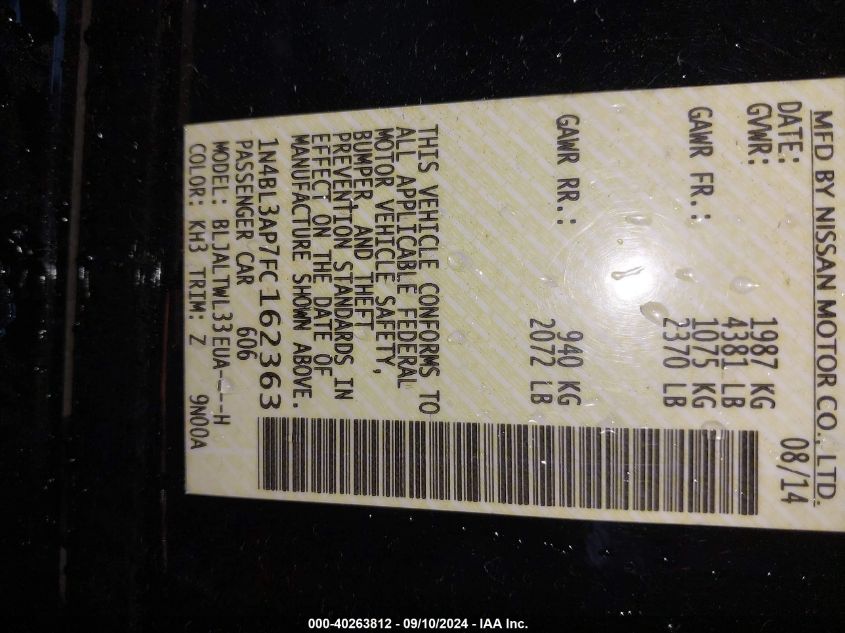 MFD BY NISSAN MOTOR CO., LTD.
DATE: 08/14
GVWR: 1987 KG
4381 LB
GAWR FR.: 1075 KG
2370 LB
GAWR RR.: 940 KG
2072 LB
THIS VEHICLE CONFORMS TO
ALL APPLICABLE FEDERAL
MOTOR VEHICLE SAFETY,
BUMPER, AND THEFT
PREVENTION STANDARDS IN
EFFECT ON THE DATE OF
MANUFACTURE SHOWN ABOVE.
1N4BL3AP7FC162363
PASSENGER CAR 606
MODEL: BLJALTWL33EUA----H
COLOR: KH3 TRIM: Z 9N00A
000-40263812 - 09/10/2024 - IAA Inc.